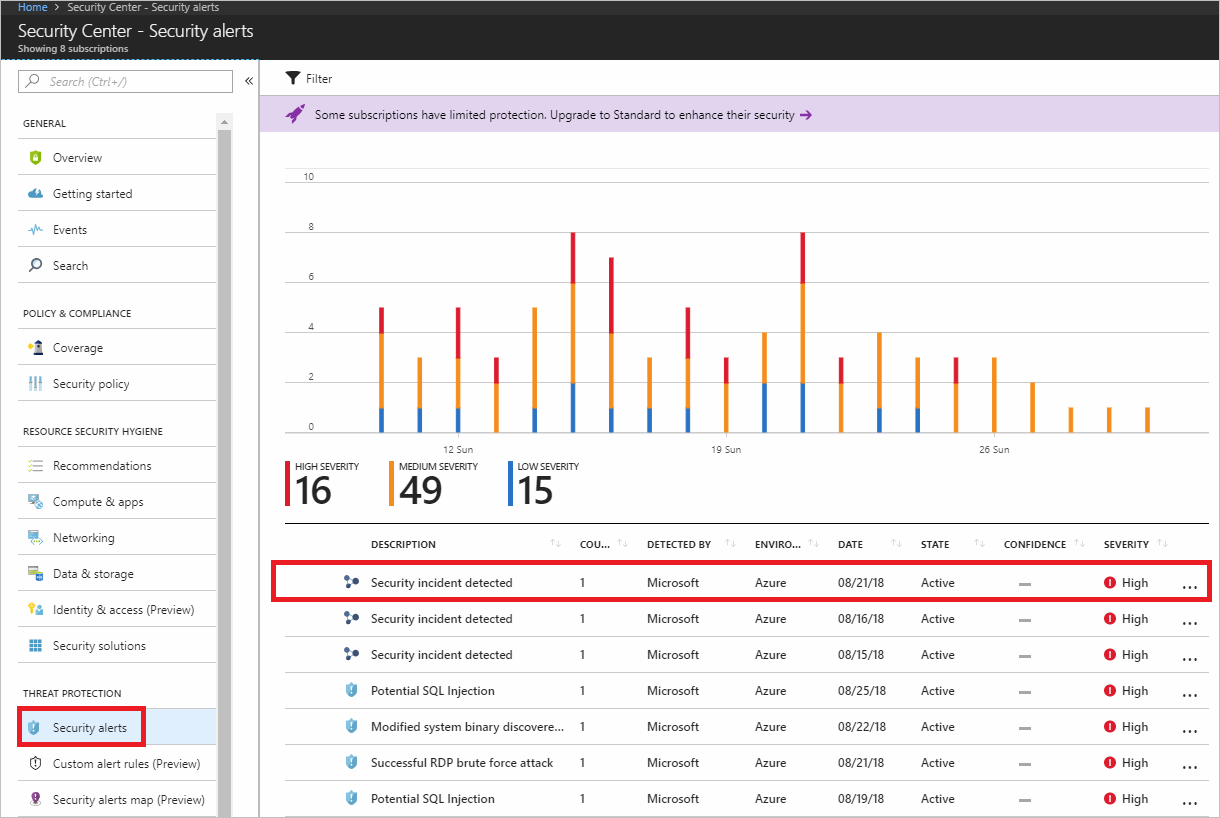 Home > Security Center - Security alerts
Security Center - Security alerts
Showing 8 subscriptions
Search (Ctrl+/)
«
GENERAL
Overview
Getting started
Events
Search
POLICY & COMPLIANCE
Coverage
Security policy
RESOURCE SECURITY HYGIENE
Recommendations
Compute & apps
Networking
Data & storage
Identity & access (Preview)
Security solutions
THREAT PROTECTION
Security alerts
Custom alert rules (Preview)
Security alerts map (Preview)
Filter
Some subscriptions have limited protection. Upgrade to Standard to enhance their security →
10
8
6
4
2
0
12 Sun 19 Sun 26 Sun
HIGH SEVERITY MEDIUM SEVERITY LOW SEVERITY
16 49 15
DESCRIPTION COU... DETECTED BY ENVIRO... DATE STATE CONFIDENCE SEVERITY
Security incident detected 1 Microsoft Azure 08/21/18 Active — High ...
Security incident detected 1 Microsoft Azure 08/16/18 Active — High ...
Security incident detected 1 Microsoft Azure 08/15/18 Active — High ...
Potential SQL Injection 1 Microsoft Azure 08/25/18 Active — High ...
Modified system binary discovere... 1 Microsoft Azure 08/22/18 Active — High ...
Successful RDP brute force attack 1 Microsoft Azure 08/21/18 Active — High ...
Potential SQL Injection 1 Microsoft Azure 08/19/18 Active — High ...